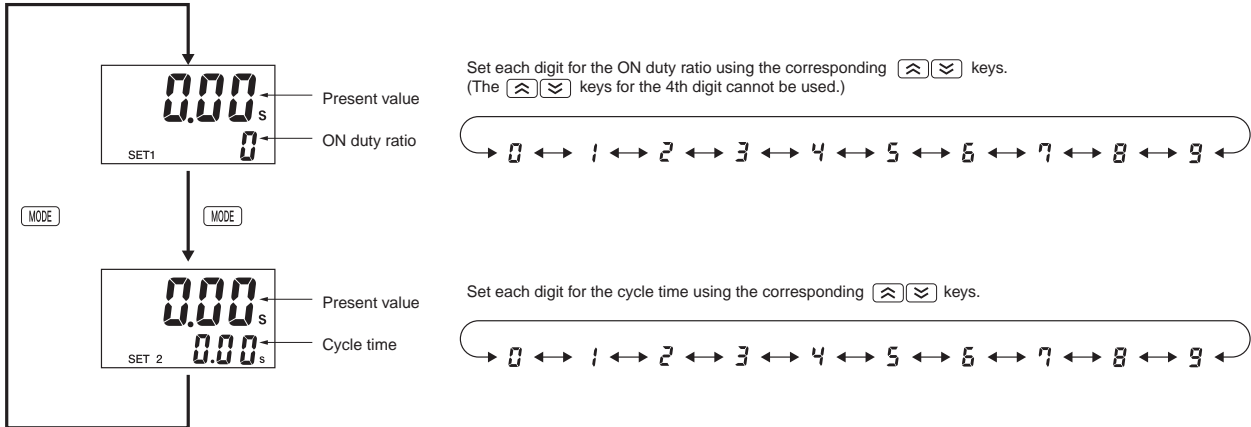 0.00 s
Present value
0
ON duty ratio
SET1
Set each digit for the ON duty ratio using the corresponding keys.
(The keys for the 4th digit cannot be used.)
0 1 2 3 4 5 6 7 8 9
MODE
MODE
0.00 s
Present value
SET 2 0.00 s
Cycle time
Set each digit for the cycle time using the corresponding keys.
0 1 2 3 4 5 6 7 8 9